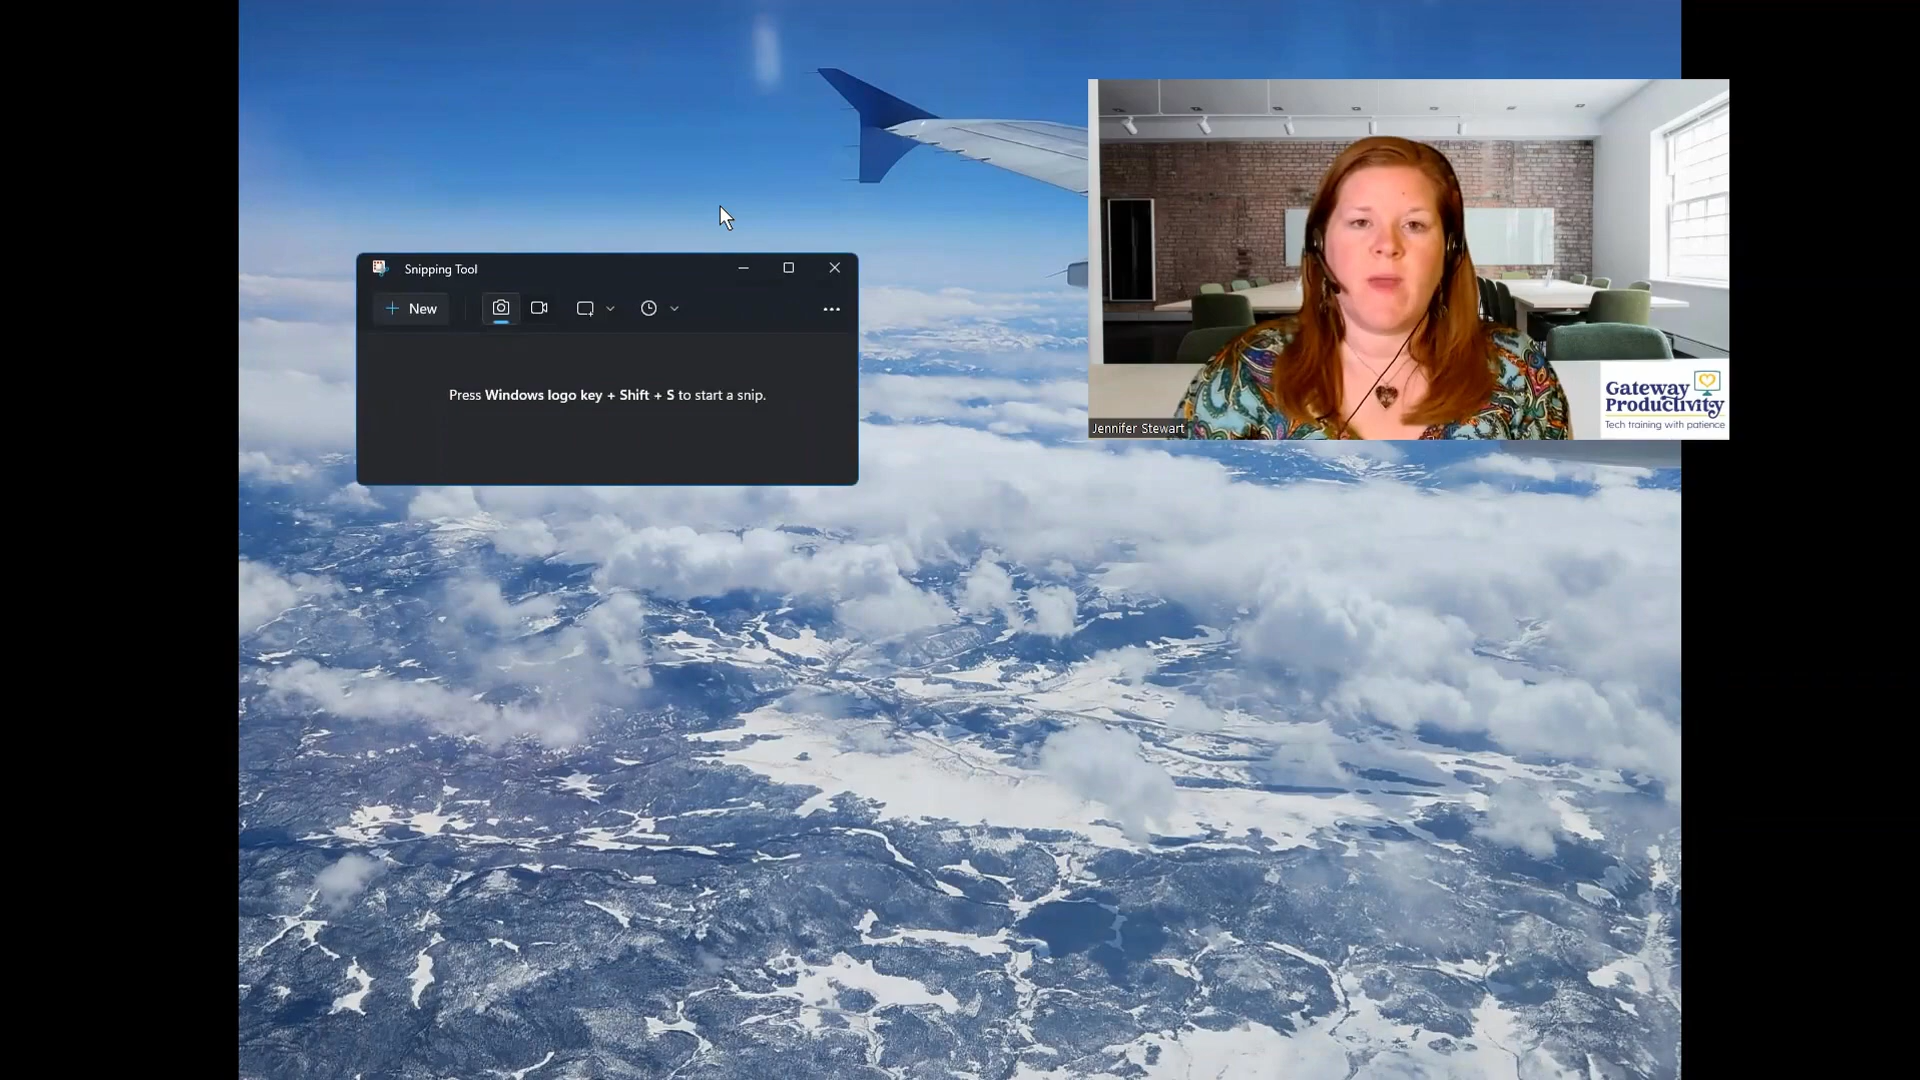 Snipping Tool
New
Press Windows logo key + Shift + S to start a snip.
Jennifer Stewart
Gateway
Productivity
Tech training with patience